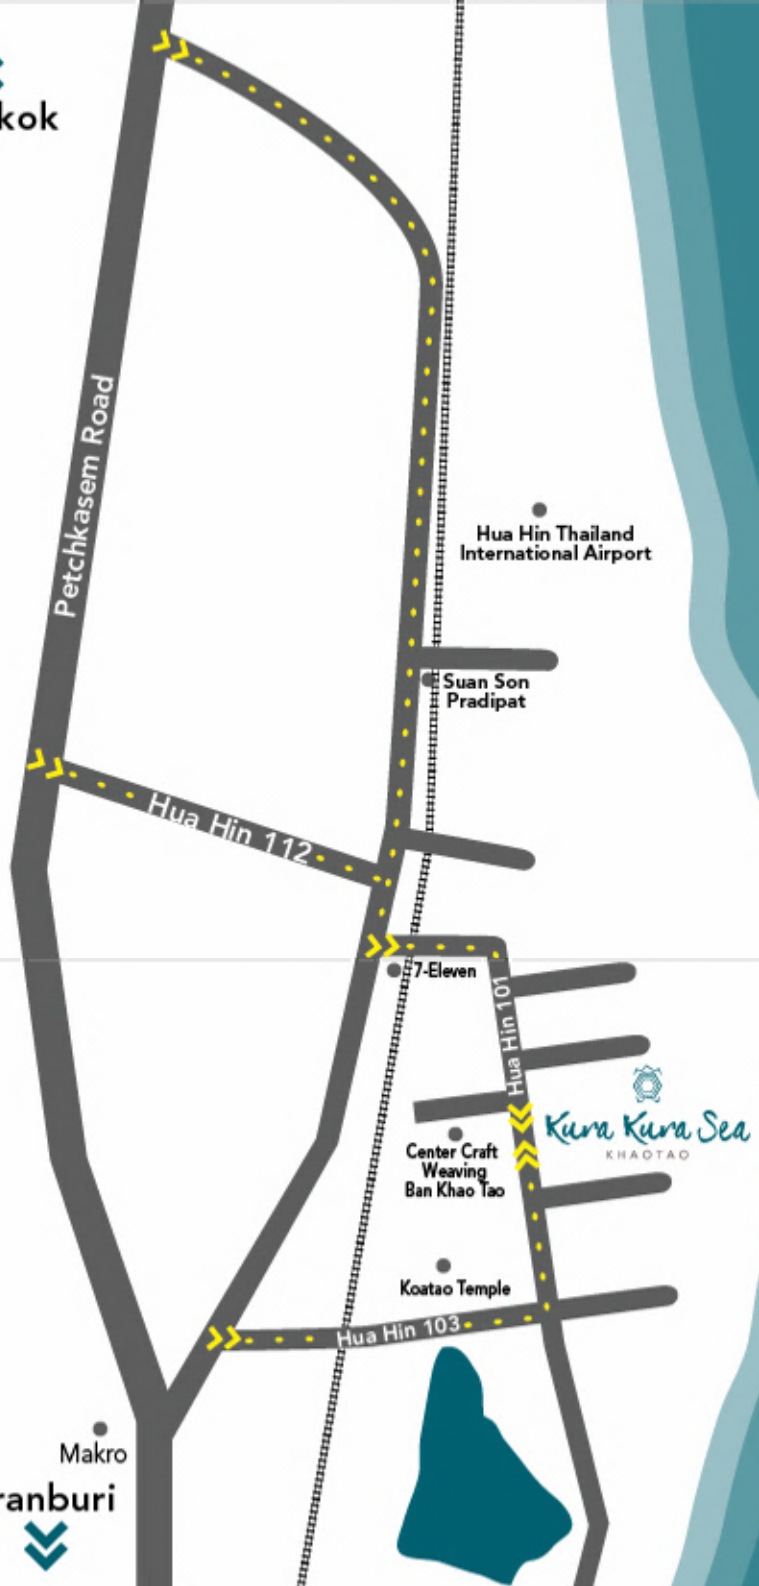 kok
Petchkasem Road
Hua Hin Thailand
International Airport
Suan Son
Pradipat
Hua Hin 112
7-Eleven
Hua Hin 101
Kura Kura Sea
KHAOTAO
Center Craft
Weaving
Ban Khao Tao
Koatao Temple
Hua Hin 103
Makro
ranburi